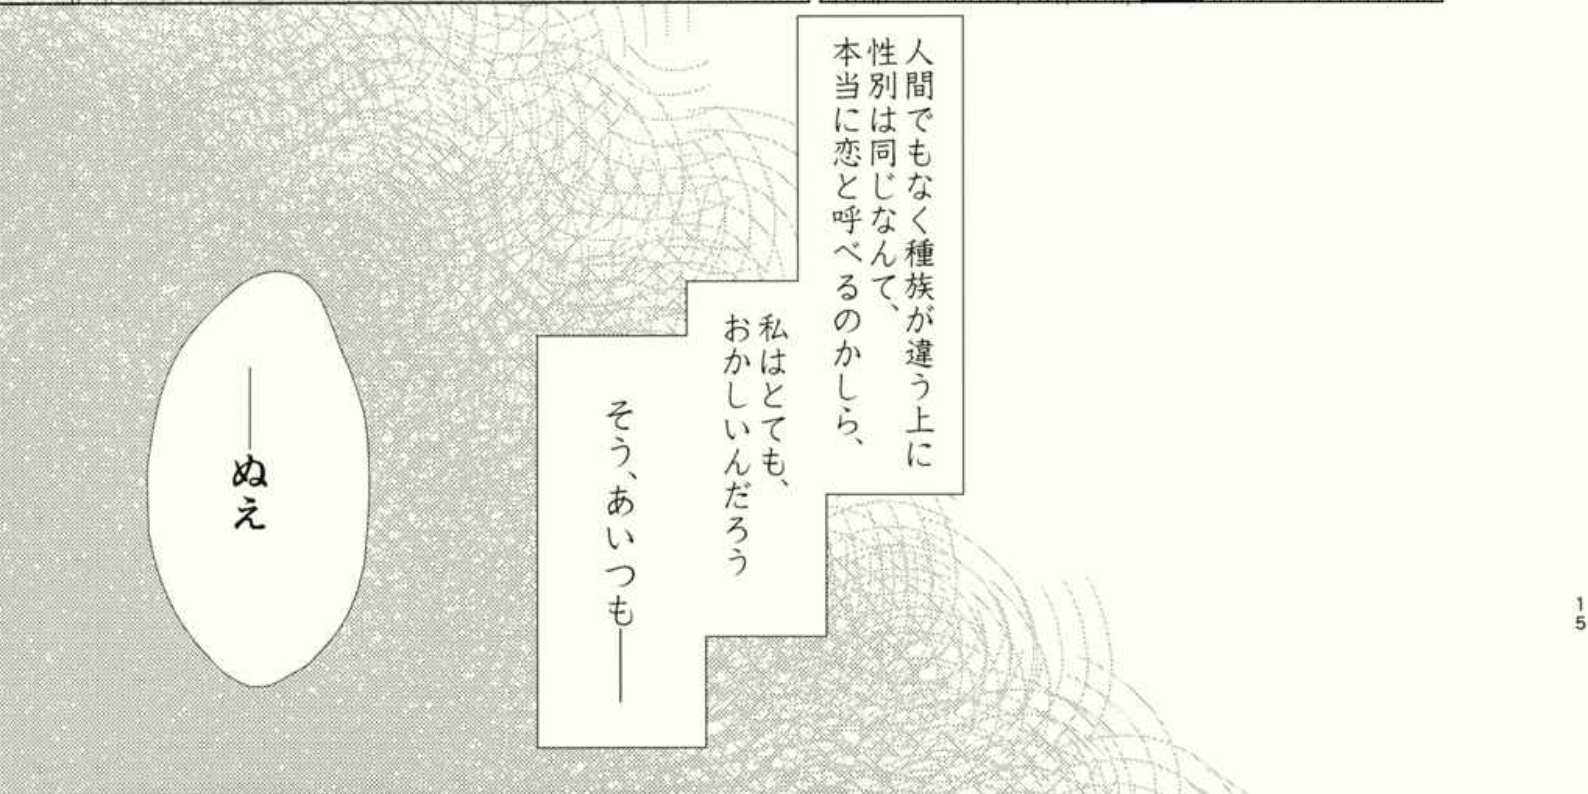 人間でもなく種族が違う上に
性別は同じなんて、
本当に恋と呼べるのかしら、
私はとても、
おかしいんだろう
そう、あいつも――
――ぬえ
15